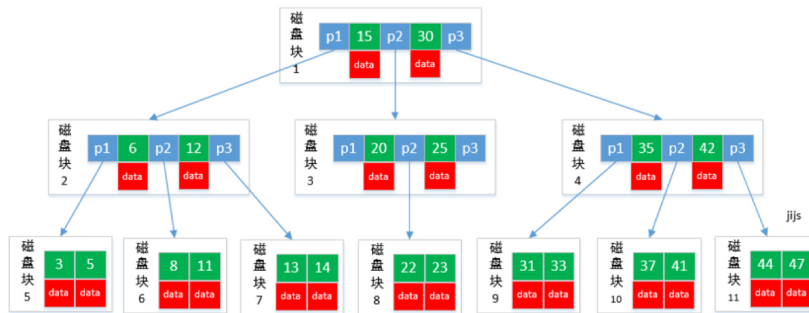 磁盘块1
p1 15 p2 30 p3
data data
磁盘块2
p1 6 p2 12 p3
data data
磁盘块3
p1 20 p2 25 p3
data data
磁盘块4
p1 35 p2 42 p3
data data
jijs
磁盘块5
3 5
data data
磁盘块6
8 11
data data
磁盘块7
13 14
data data
磁盘块8
22 23
data data
磁盘块9
31 33
data data
磁盘块10
37 41
data data
磁盘块11
44 47
data data